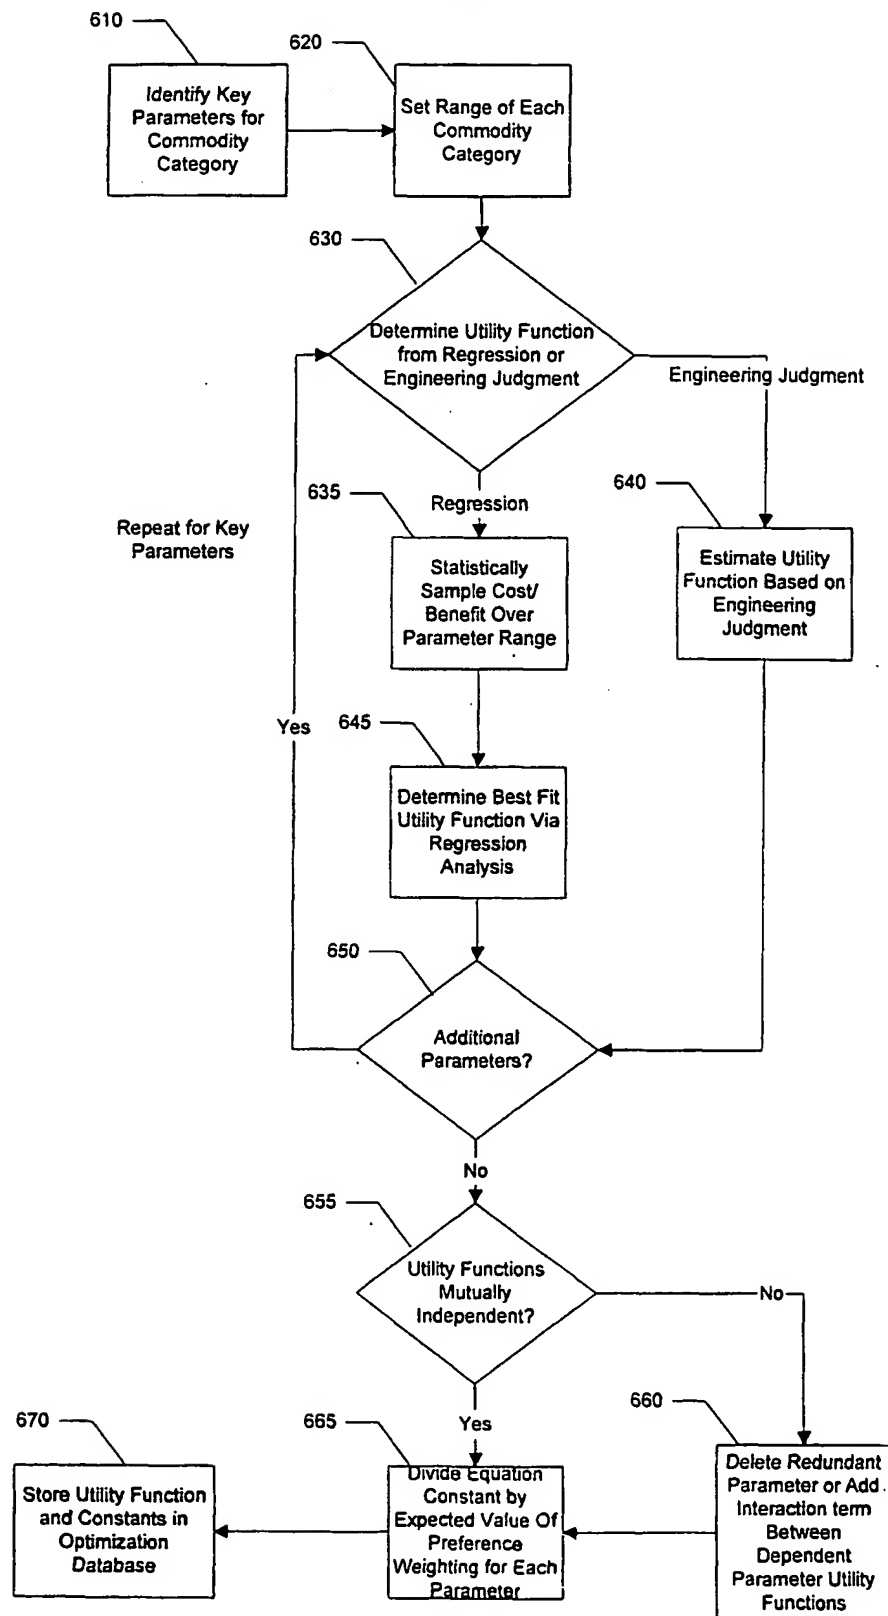 610
Identify Key
Parameters for
Commodity
Category
620
Set Range of Each
Commodity
Category
630
Determine Utility Function
from Regression or
Engineering Judgment
Engineering Judgment
635
Regression
640
Repeat for Key
Parameters
Statistically
Sample Cost/
Benefit Over
Parameter Range
Estimate Utility
Function Based on
Engineering
Judgment
Yes
645
Determine Best Fit
Utility Function Via
Regression
Analysis
650
Additional
Parameters?
No
655
Utility Functions
Mutually
Independent?
No
670
665
Yes
660
Store Utility Function
and Constants in
Optimization
Database
Divide Equation
Constant by
Expected Value Of
Preference
Weighting for Each
Parameter
Delete Redundant
Parameter or Add
Interaction term
Between
Dependent
Parameter Utility
Functions